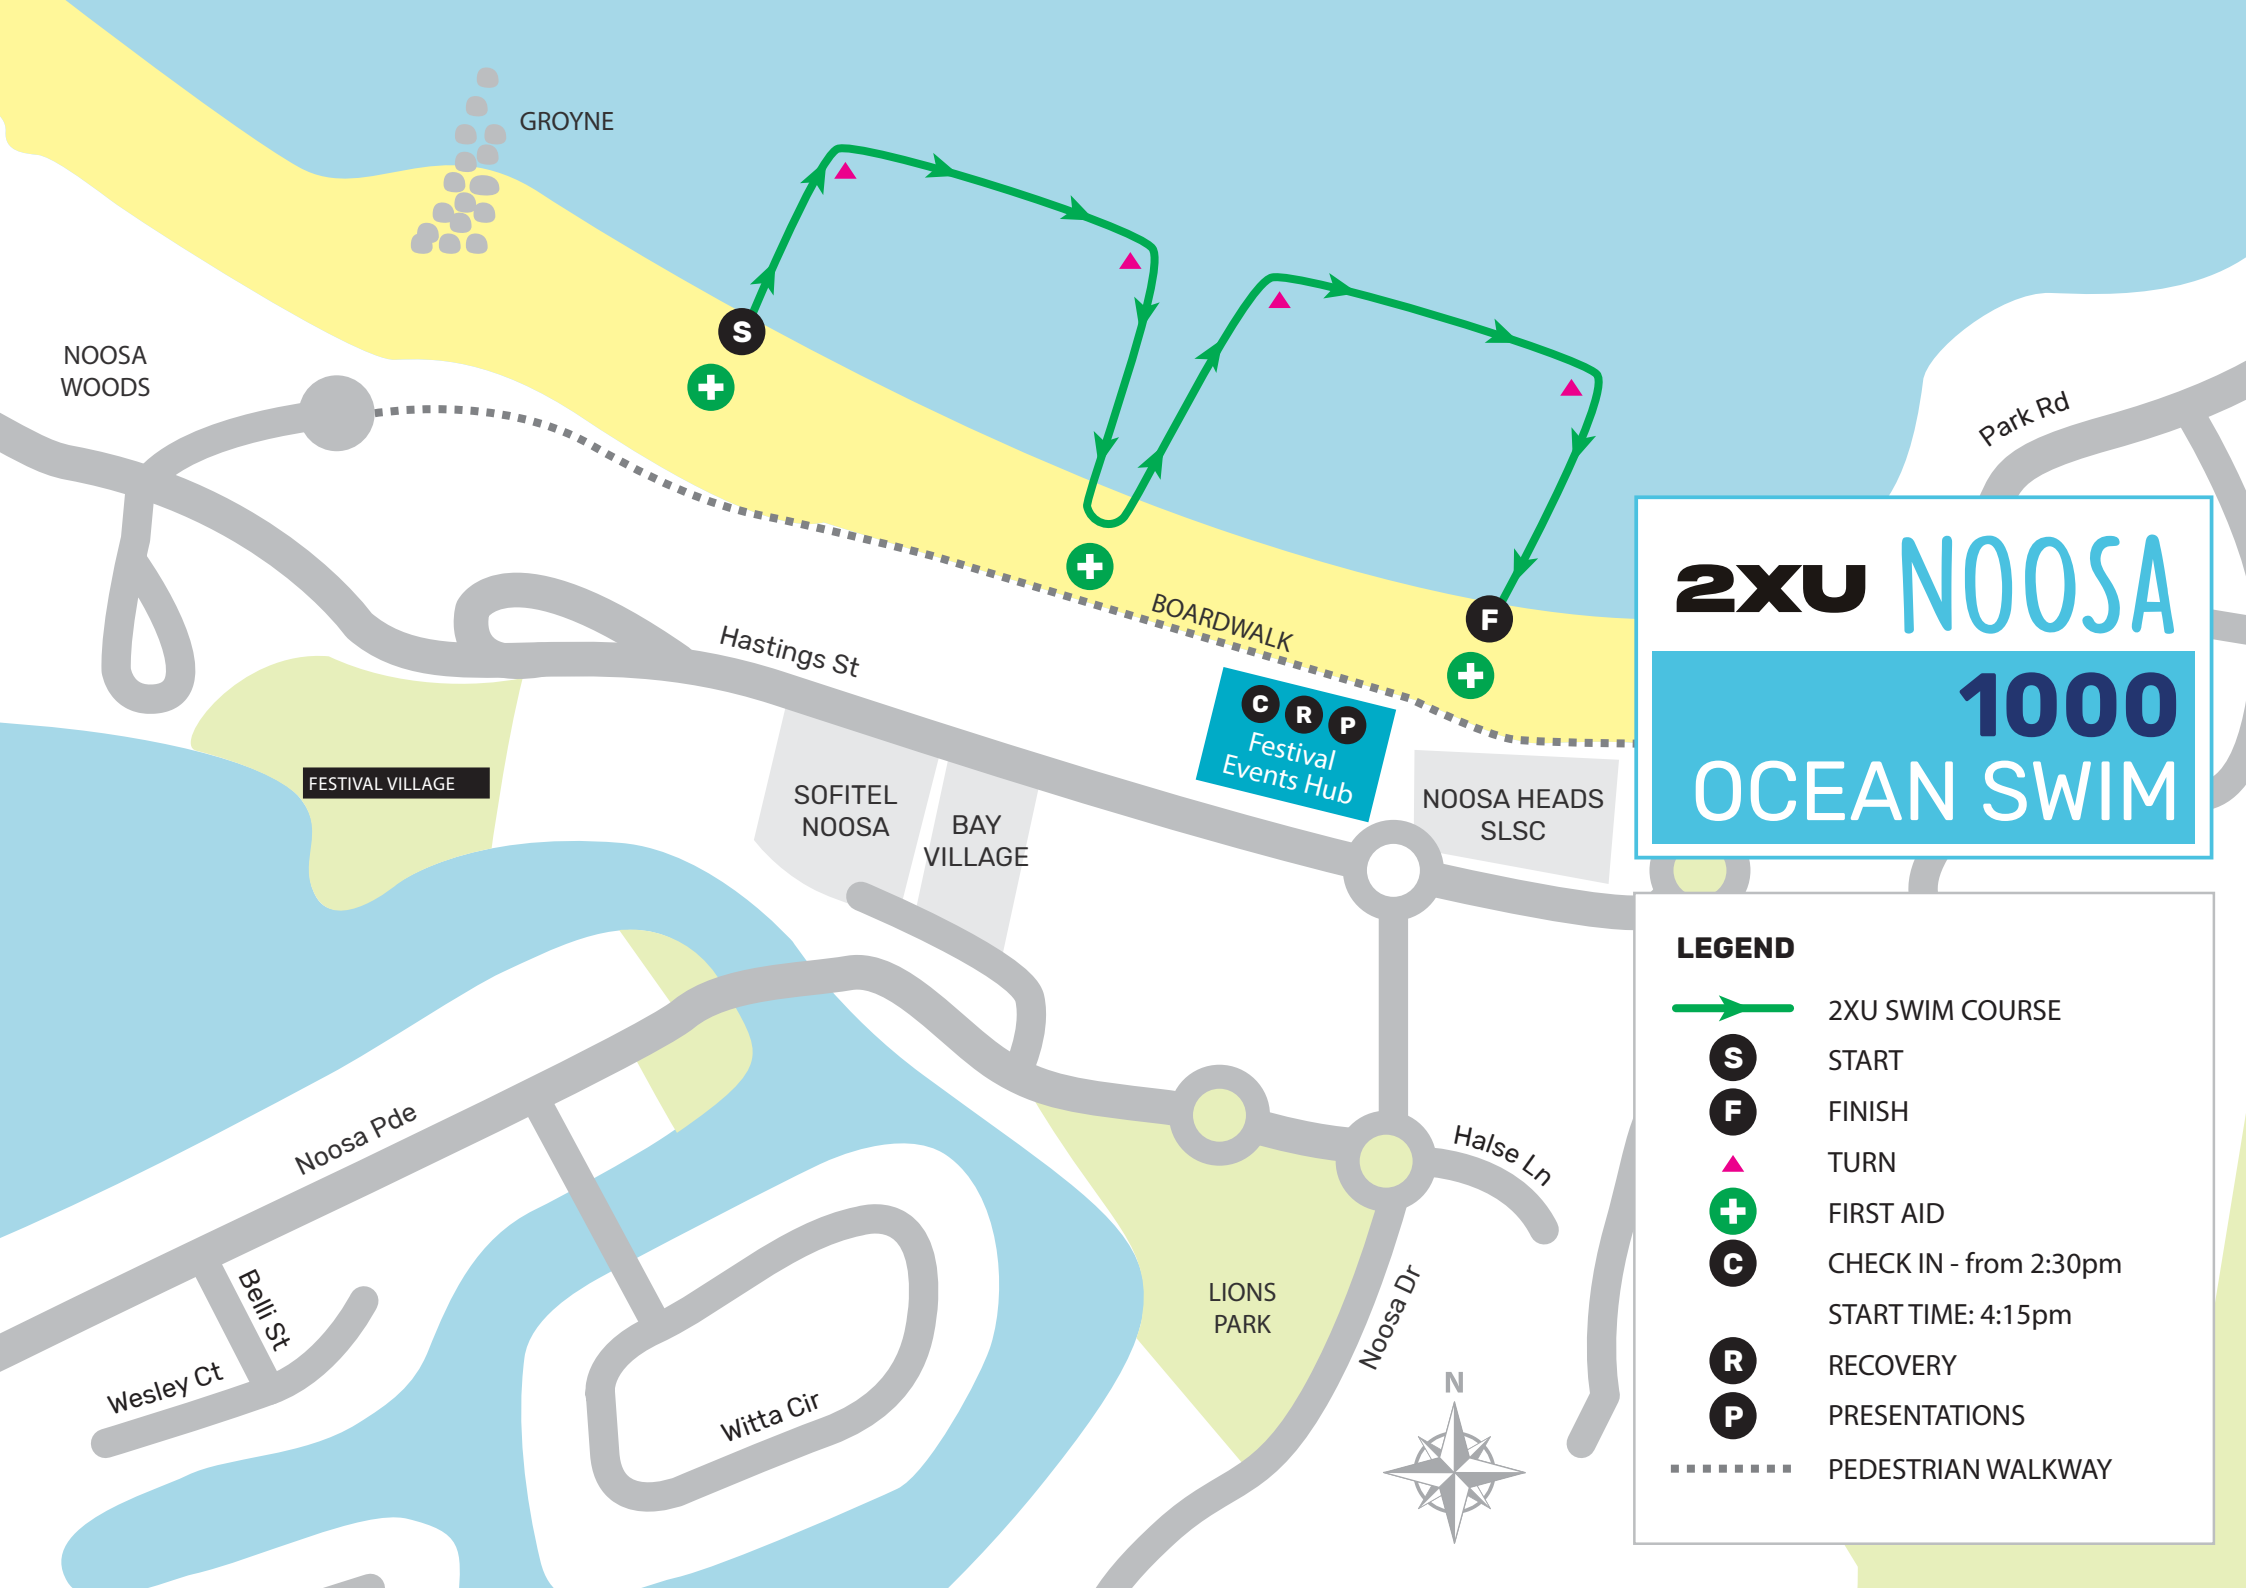 GROYNE
NOOSA
WOODS
S
Park Rd
BOARDWALK
F
Hastings St
C R P
Festival
Events Hub
FESTIVAL VILLAGE
SOFITEL
NOOSA
BAY
VILLAGE
NOOSA HEADS
SLSC
Noosa Pde
Halse Ln
Belli St
Wesley Ct
Witta Cir
LIONS
PARK
Noosa Dr
N
2XU NOOSA
1000
OCEAN SWIM
LEGEND
2XU SWIM COURSE
S START
F FINISH
TURN
FIRST AID
C CHECK IN - from 2:30pm
START TIME: 4:15pm
R RECOVERY
P PRESENTATIONS
PEDESTRIAN WALKWAY